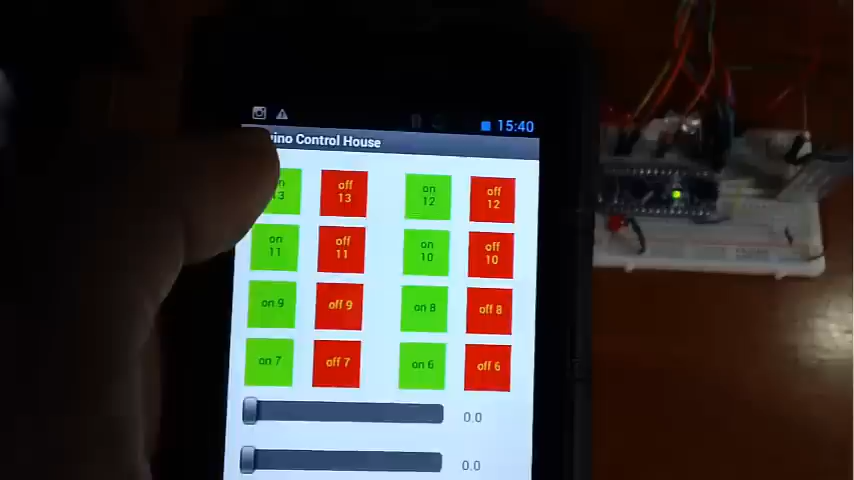 15:40
ino Control House
on 13
off 13
on 12
off 12
on 11
off 11
on 10
off 10
on 9
off 9
on 8
off 8
on 7
off 7
on 6
off 6
0.0
0.0